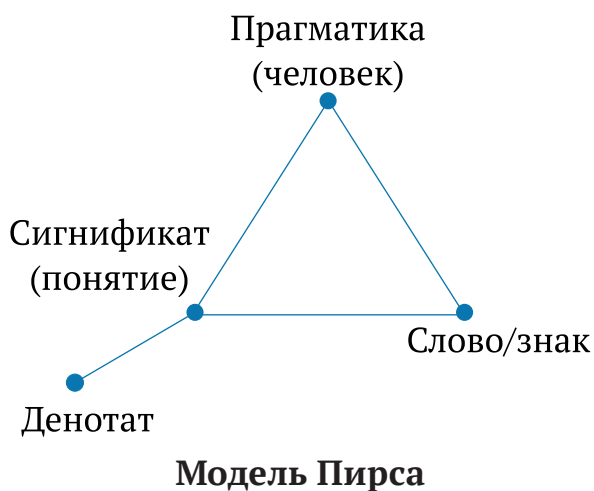 Прагматика
(человек)
Сигнификат
(понятие)
Слово/знак
Денотат
Модель Пирса